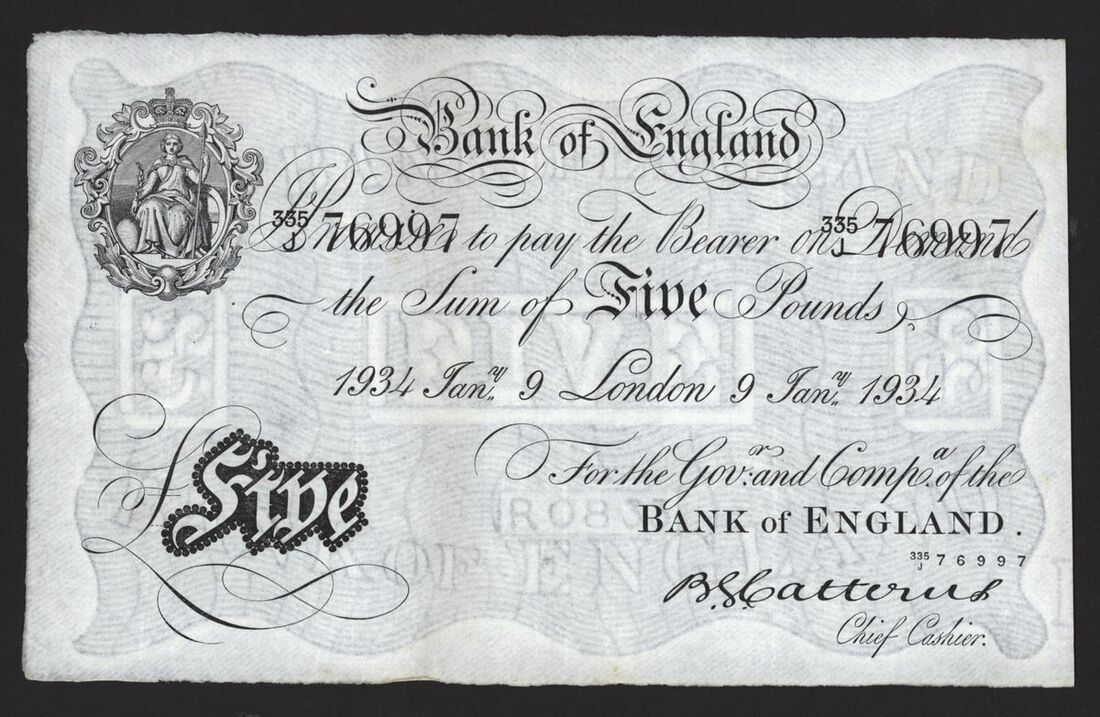 Bank of England
335/J 76997 335/J 76997
Promise to pay the Bearer on Demand
the Sum of Five Pounds
1934 Jany 9 London 9 Jany 1934
For the Govr. and Compa. of the
£Five
BANK of ENGLAND.
335/J 76997
B.G. Catterns
Chief Cashier.